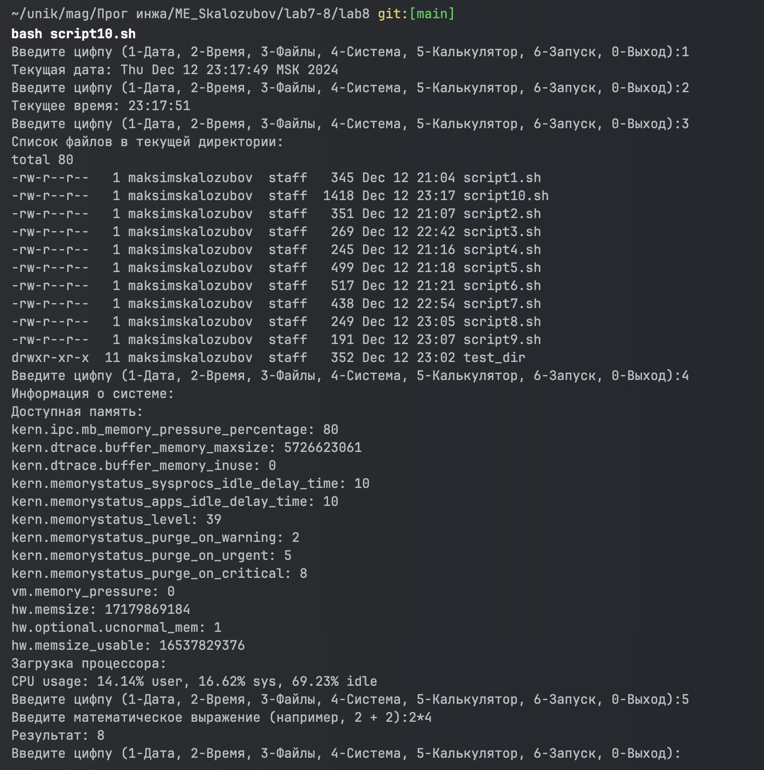 ~/unik/mag/Прог инжа/ME_Skalozubov/lab7-8/lab8 git:[main]
bash script10.sh
Введите цифпу (1-Дата, 2-Время, 3-Файлы, 4-Система, 5-Калькулятор, 6-Запуск, 0-Выход):1
Текущая дата: Thu Dec 12 23:17:49 MSK 2024
Введите цифпу (1-Дата, 2-Время, 3-Файлы, 4-Система, 5-Калькулятор, 6-Запуск, 0-Выход):2
Текущее время: 23:17:51
Введите цифпу (1-Дата, 2-Время, 3-Файлы, 4-Система, 5-Калькулятор, 6-Запуск, 0-Выход):3
Список файлов в текущей директории:
total 80
-rw-r--r--   1 maksimskalozubov  staff   345 Dec 12 21:04 script1.sh
-rw-r--r--   1 maksimskalozubov  staff  1418 Dec 12 23:17 script10.sh
-rw-r--r--   1 maksimskalozubov  staff   351 Dec 12 21:07 script2.sh
-rw-r--r--   1 maksimskalozubov  staff   269 Dec 12 22:42 script3.sh
-rw-r--r--   1 maksimskalozubov  staff   245 Dec 12 21:16 script4.sh
-rw-r--r--   1 maksimskalozubov  staff   499 Dec 12 21:18 script5.sh
-rw-r--r--   1 maksimskalozubov  staff   517 Dec 12 21:21 script6.sh
-rw-r--r--   1 maksimskalozubov  staff   438 Dec 12 22:54 script7.sh
-rw-r--r--   1 maksimskalozubov  staff   249 Dec 12 23:05 script8.sh
-rw-r--r--   1 maksimskalozubov  staff   191 Dec 12 23:07 script9.sh
drwxr-xr-x  11 maksimskalozubov  staff   352 Dec 12 23:02 test_dir
Введите цифпу (1-Дата, 2-Время, 3-Файлы, 4-Система, 5-Калькулятор, 6-Запуск, 0-Выход):4
Информация о системе:
Доступная память:
kern.ipc.mb_memory_pressure_percentage: 80
kern.dtrace.buffer_memory_maxsize: 5726623061
kern.dtrace.buffer_memory_inuse: 0
kern.memorystatus_sysprocs_idle_delay_time: 10
kern.memorystatus_apps_idle_delay_time: 10
kern.memorystatus_level: 39
kern.memorystatus_purge_on_warning: 2
kern.memorystatus_purge_on_urgent: 5
kern.memorystatus_purge_on_critical: 8
vm.memory_pressure: 0
hw.memsize: 17179869184
hw.optional.ucnormal_mem: 1
hw.memsize_usable: 16537829376
Загрузка процессора:
CPU usage: 14.14% user, 16.62% sys, 69.23% idle
Введите цифпу (1-Дата, 2-Время, 3-Файлы, 4-Система, 5-Калькулятор, 6-Запуск, 0-Выход):5
Введите математическое выражение (например, 2 + 2):2*4
Результат: 8
Введите цифпу (1-Дата, 2-Время, 3-Файлы, 4-Система, 5-Калькулятор, 6-Запуск, 0-Выход):